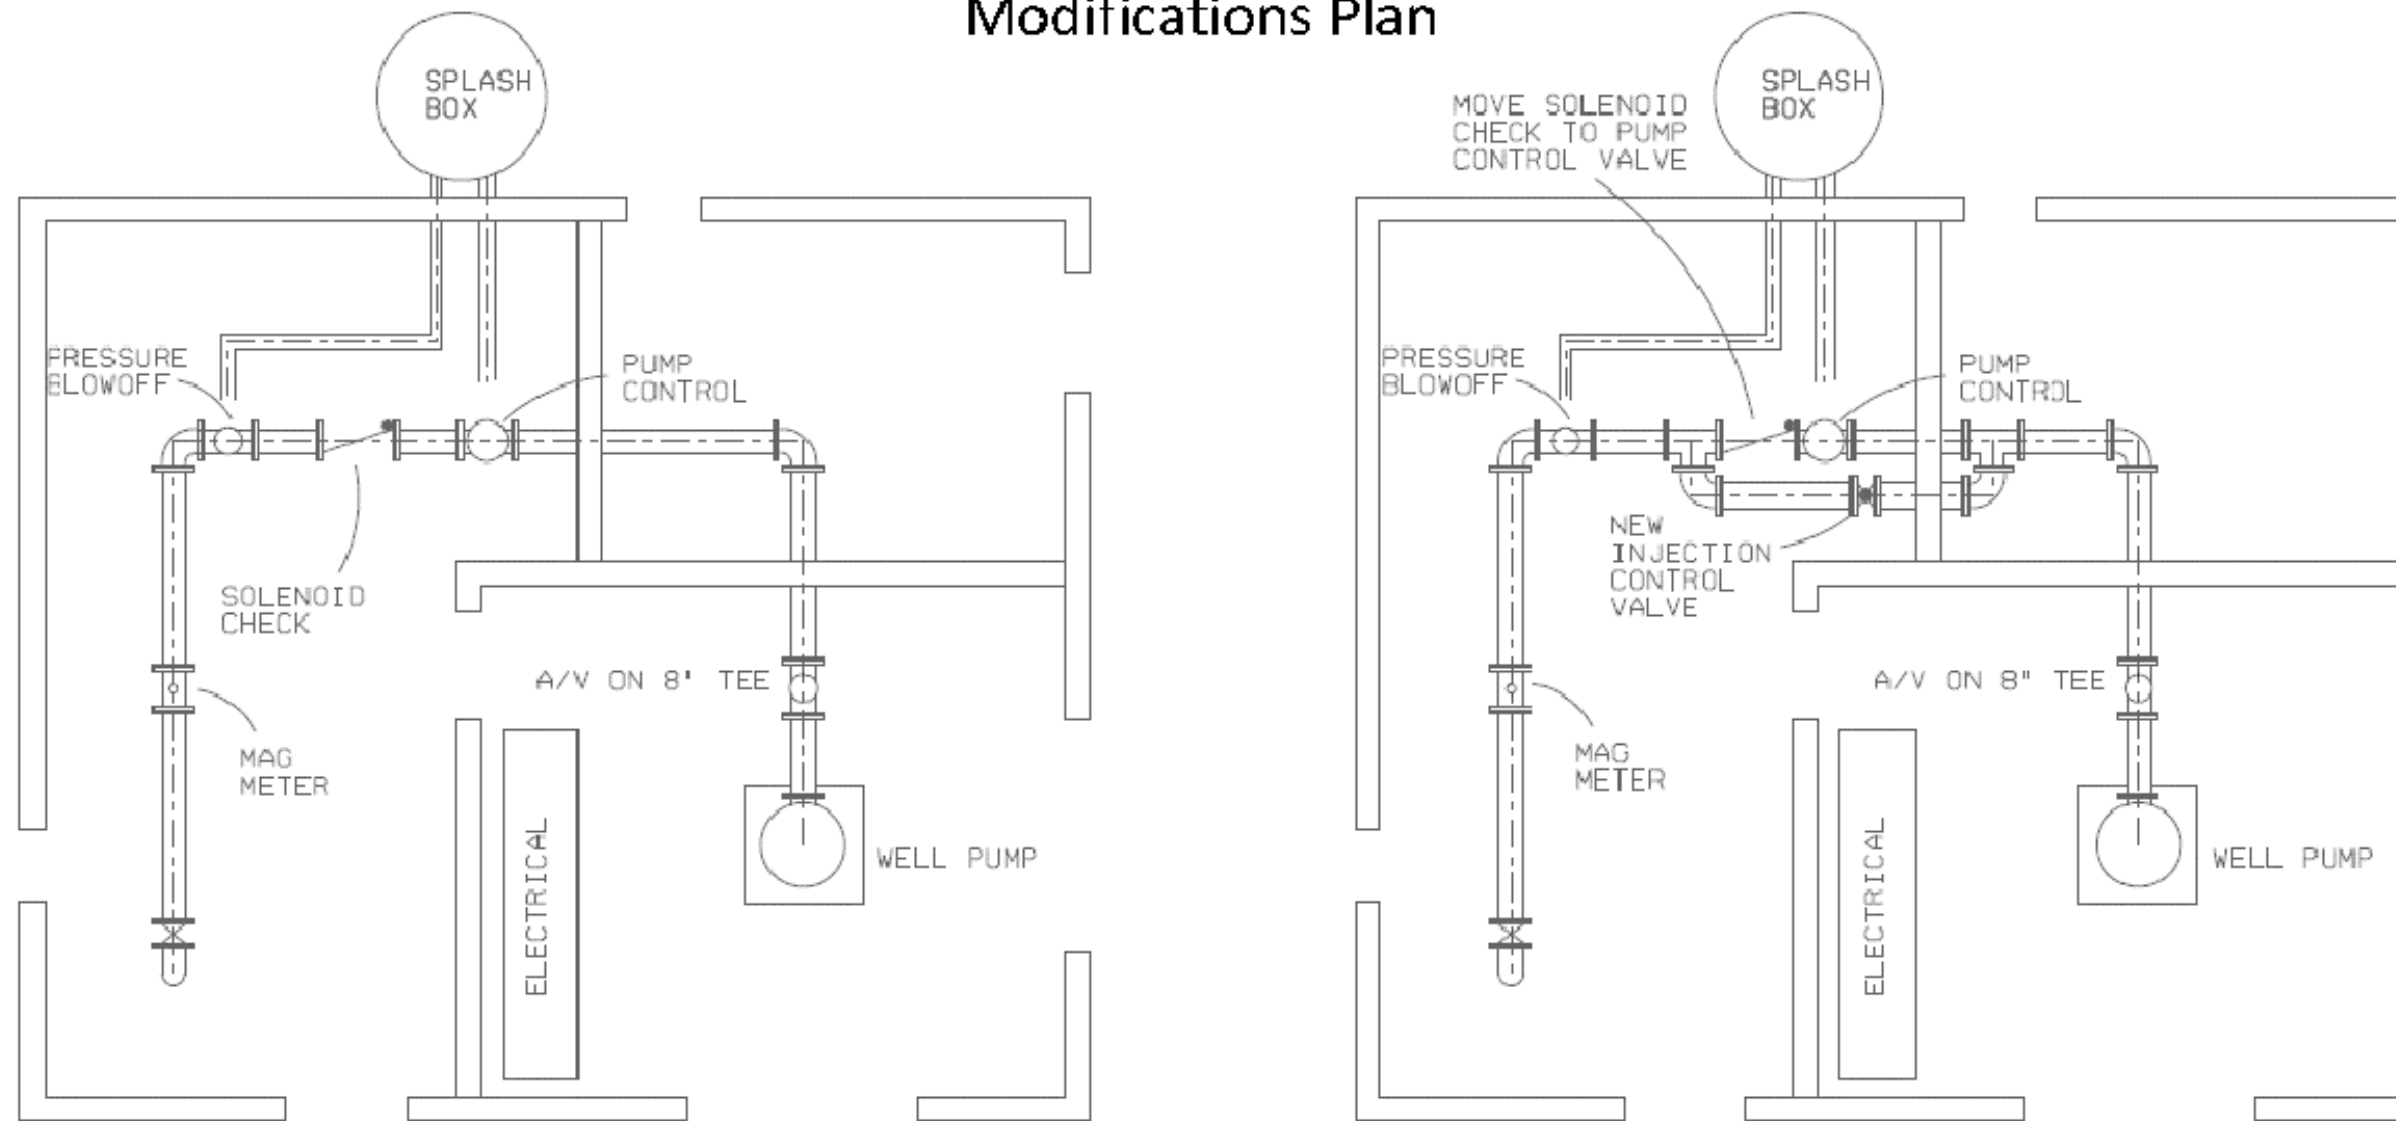 Modifications Plan
SPLASH
BOX
PRESSURE
BLOWOFF
PUMP
CONTROL
SOLENOID
CHECK
A/V ON 8" TEE
MAG
METER
ELECTRICAL
WELL PUMP
SPLASH
BOX
MOVE SOLENOID
CHECK TO PUMP
CONTROL VALVE
PRESSURE
BLOWOFF
PUMP
CONTROL
NEW
INJECTION
CONTROL
VALVE
A/V ON 8" TEE
MAG
METER
ELECTRICAL
WELL PUMP